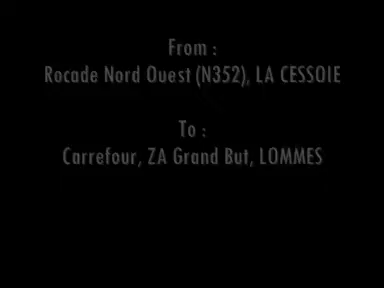 From :
Rocade Nord Ouest (N352), LA CESSOIE
To :
Carrefour, ZA Grand But, LOMMES